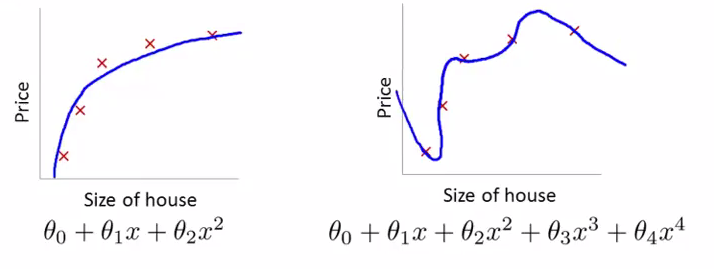 Price
Size of house
θ₀ + θ₁x + θ₂x²
Price
Size of house
θ₀ + θ₁x + θ₂x² + θ₃x³ + θ₄x⁴